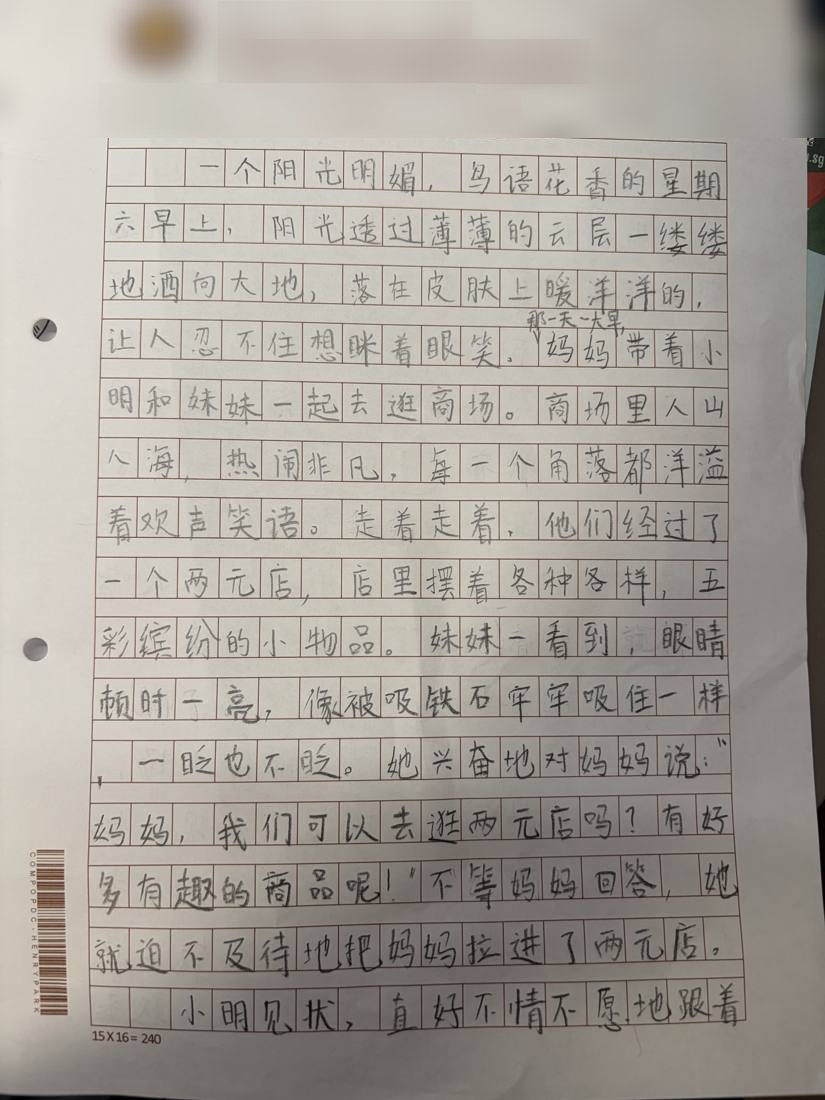 .sg
一个阳光明媚，鸟语花香的星期
六早上，阳光透过薄薄的云层一缕缕
地洒向大地，落在皮肤上暖洋洋的，
那一天一大早，
让人忍不住想眯着眼笑。妈妈带着小
明和妹妹一起去逛商场。商场里人山
人海，热闹非凡，每一个角落都洋溢
着欢声笑语。走着走着，他们经过了
一个两元店，店里摆着各种各样，五
彩缤纷的小物品。妹妹一看到，眼睛
顿时一亮，像被吸铁石牢牢吸住一样
，一眨也不眨。她兴奋地对妈妈说：“
妈妈，我们可以去逛两元店吗？有好
多有趣的商品呢！”不等妈妈回答，她
就迫不及待地把妈妈拉进了两元店。
小明见状，直好不情不愿地跟着
COMPOPDC-HENRYPARK
15X16=240